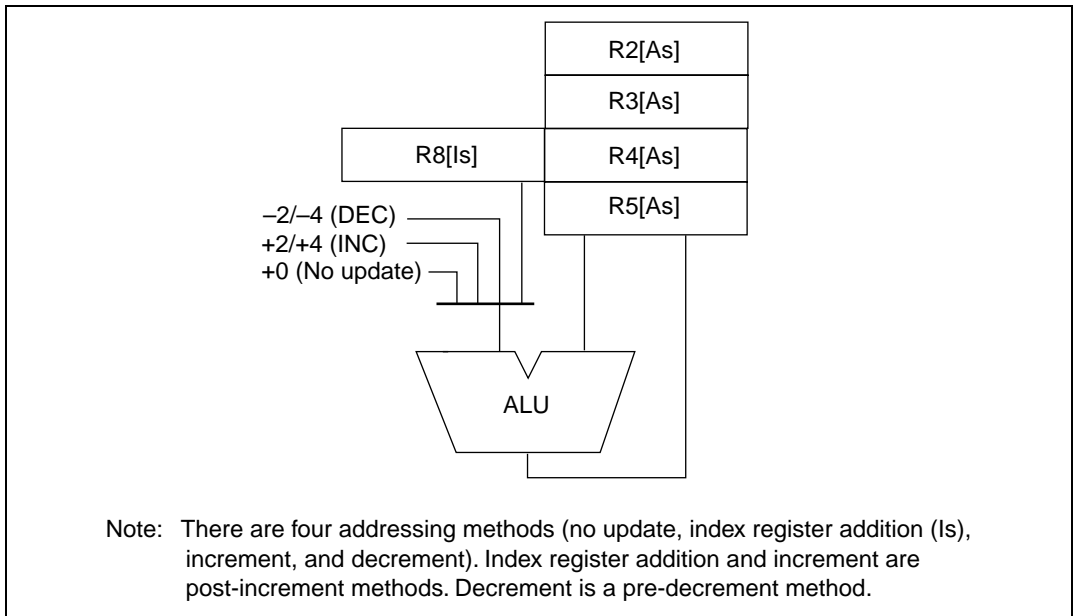 R2[As]
R3[As]
R8[Is]
R4[As]
R5[As]
–2/–4 (DEC)
+2/+4 (INC)
+0 (No update)
ALU
Note: There are four addressing methods (no update, index register addition (Is),
increment, and decrement). Index register addition and increment are
post-increment methods. Decrement is a pre-decrement method.